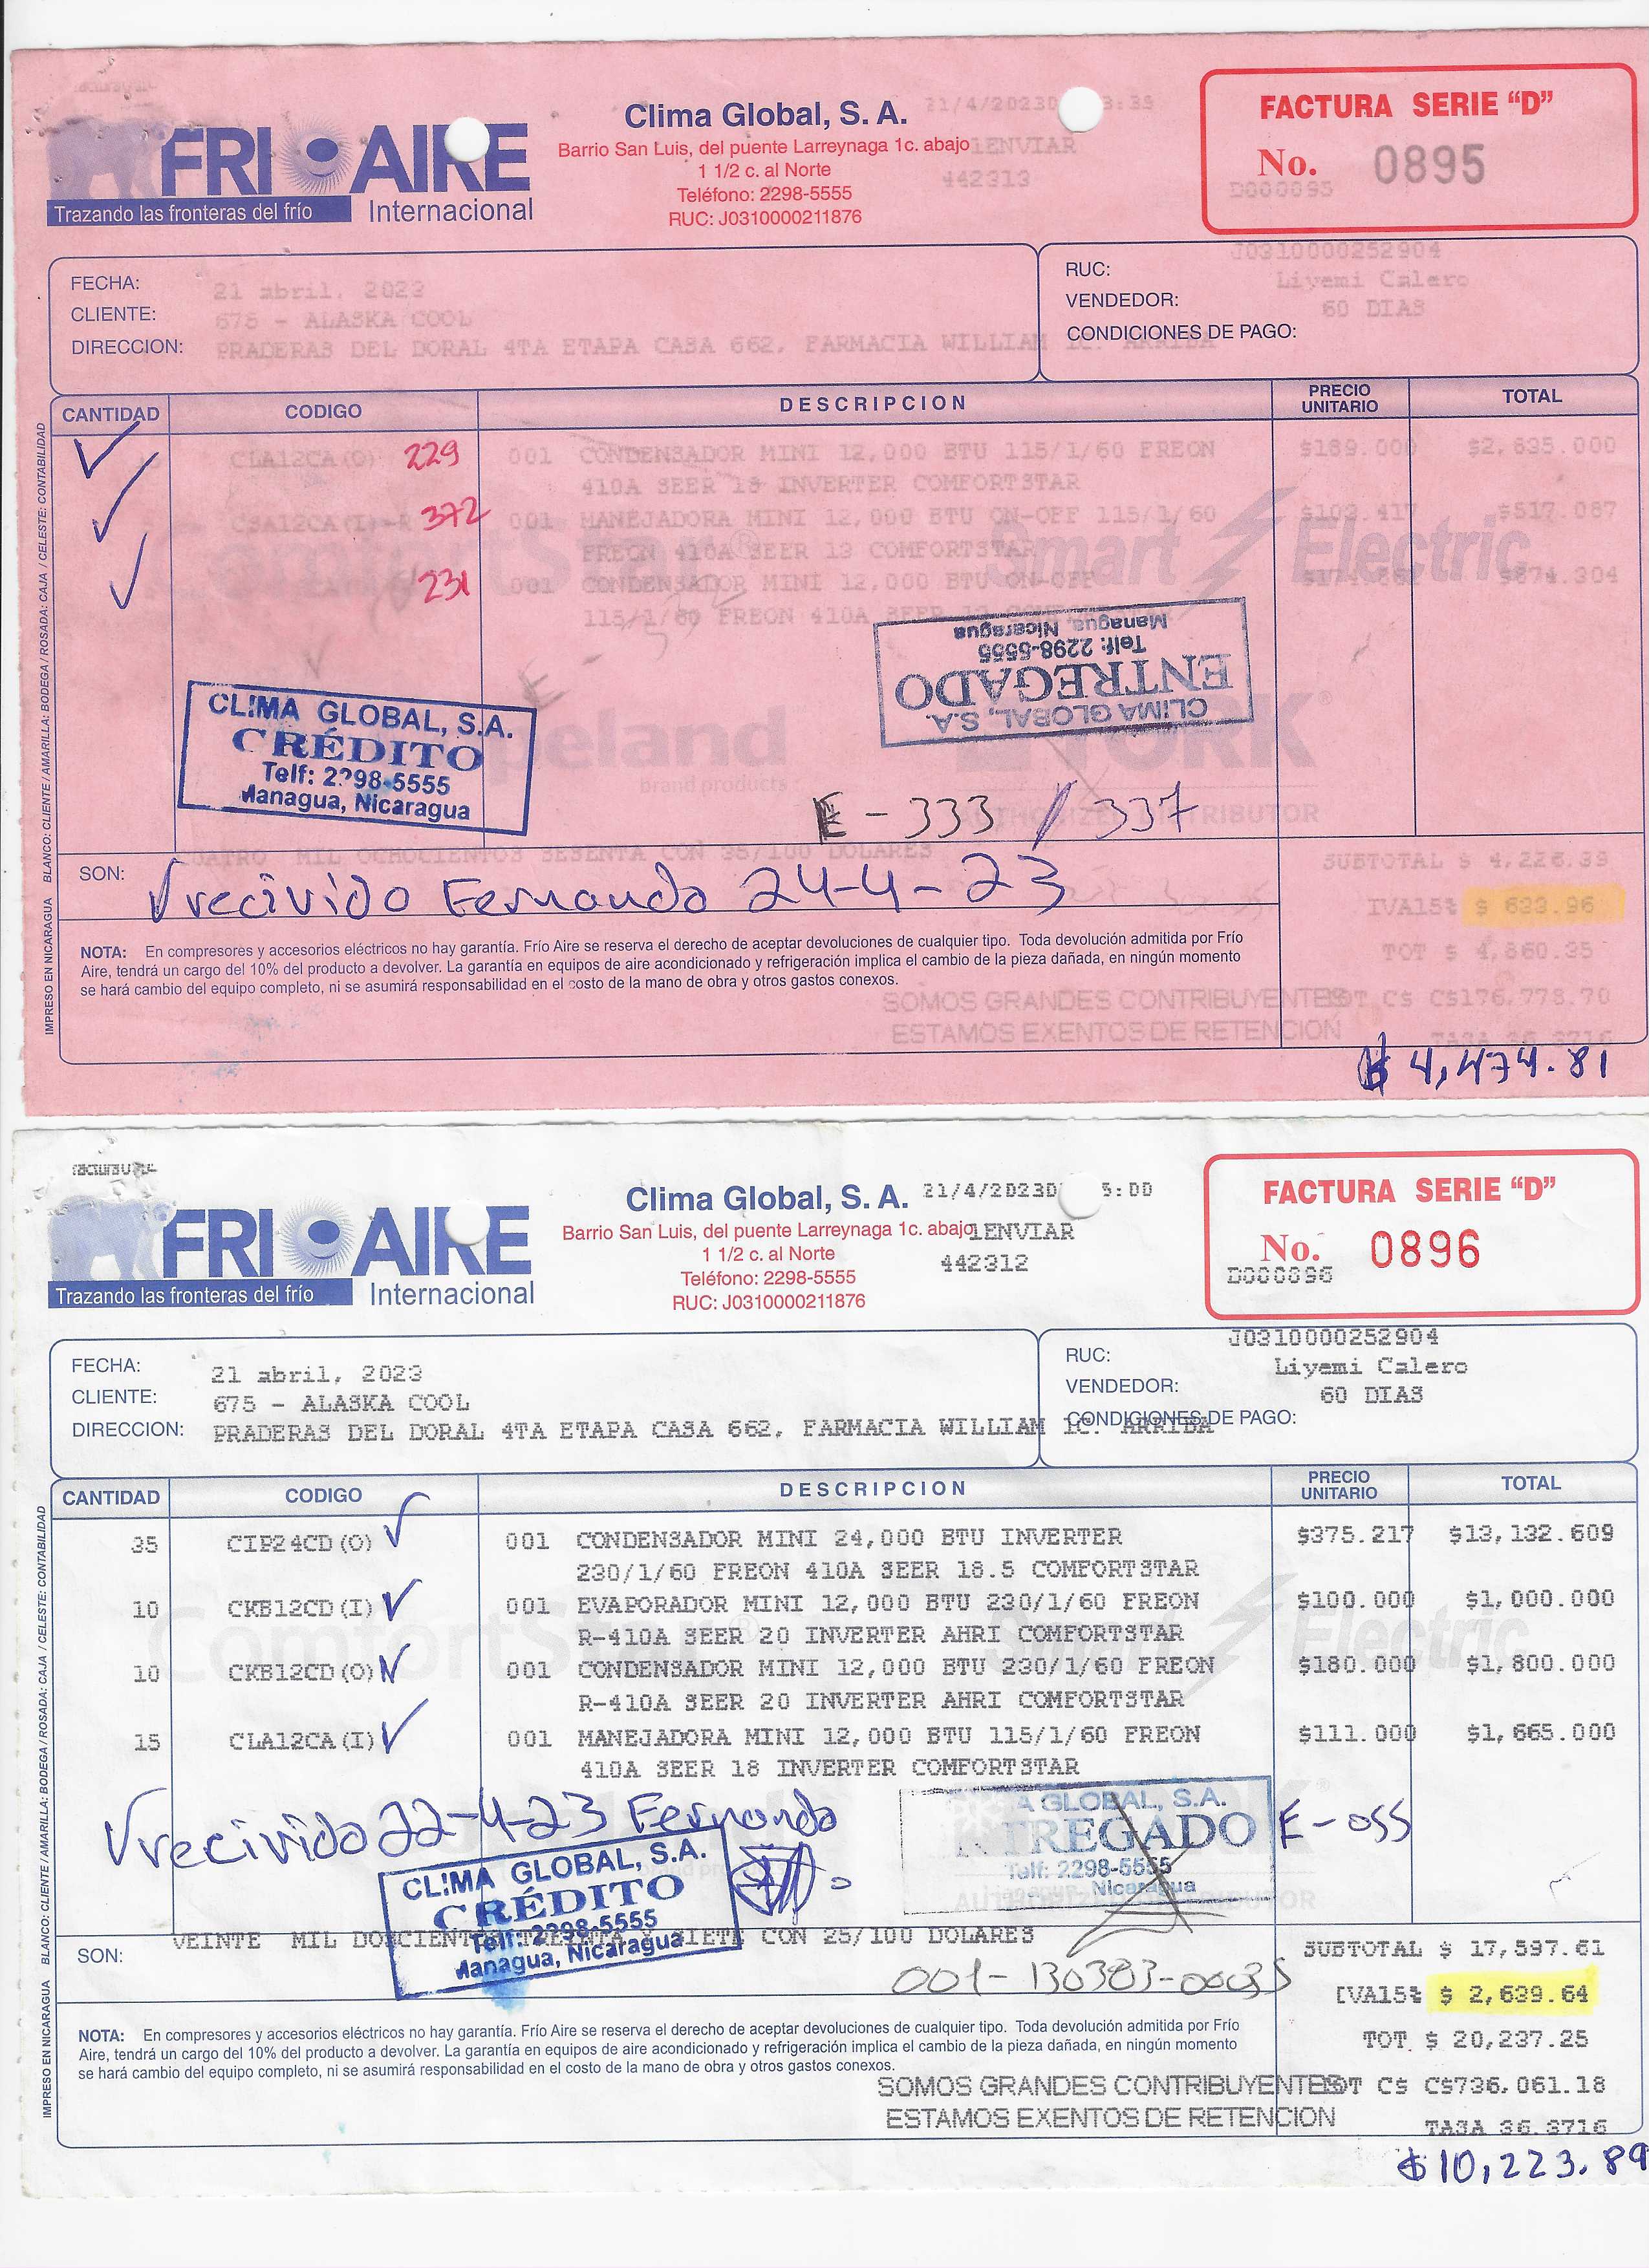 FRI AIRE
Trazando las fronteras del frío Internacional
Clima Global, S. A.
Barrio San Luis, del puente Larreynaga 1c. abajo
1 1/2 c. al Norte
Teléfono: 2298-5555
RUC: J0310000211876
21/4/2023
1ENVIAR
442313
FACTURA SERIE “D”
No. 0895
FECHA: 21 abril, 2023
CLIENTE: 675 - ALASKA COOL
DIRECCION: PRADERAS DEL DORAL 4TA ETAPA CASA 662, FARMACIA WILLIAM 1C. ARRIBA
RUC: J0310000252904
VENDEDOR: Liyemi Calero
CONDICIONES DE PAGO: 60 DIAS
CANTIDAD CODIGO DESCRIPCION PRECIO UNITARIO TOTAL
CLA12CA(O) 229 001 CONDENSADOR MINI 12,000 BTU 115/1/60 FREON $189.000 $2,835.000
410A SEER 18 INVERTER COMFORTSTAR
CSA12CA(I)-R 372 001 MANEJADORA MINI 12,000 BTU ON-OFF 115/1/60 $103.417 $517.087
FREON 410A SEER 13 COMFORTSTAR
231 001 CONDENSADOR MINI 12,000 BTU ON-OFF $874.304
115/1/60 FREON 410A SEER 13
ComfortStar
Smart Electric
CLIMA GLOBAL, S.A.
ENTREGADO
Telf: 2298-5555
Managua, Nicaragua
CLIMA GLOBAL, S.A.
CRÉDITO
Telf: 2298-5555
Managua, Nicaragua
peland
brand products
YORK
AUTHORIZED DISTRIBUTOR
E - 333 / 337
CUATRO MIL OCHOCIENTOS SESENTA CON 35/100 DOLARES
SON:
recivido Fernando 24-4-23
SUBTOTAL $ 4,226.39
IVA15% $ 633.96
TOT $ 4,860.35
TOT C$ C$176,778.70
NOTA: En compresores y accesorios eléctricos no hay garantía. Frío Aire se reserva el derecho de aceptar devoluciones de cualquier tipo. Toda devolución admitida por Frío
Aire, tendrá un cargo del 10% del producto a devolver. La garantía en equipos de aire acondicionado y refrigeración implica el cambio de la pieza dañada, en ningún momento
se hará cambio del equipo completo, ni se asumirá responsabilidad en el costo de la mano de obra y otros gastos conexos.
SOMOS GRANDES CONTRIBUYENTES
ESTAMOS EXENTOS DE RETENCION
$ 4,474.81
IMPRESO EN NICARAGUA BLANCO: CLIENTE / AMARILLA: BODEGA / ROSADA: CAJA / CELESTE: CONTABILIDAD
FRI AIRE
Trazando las fronteras del frío Internacional
Clima Global, S. A.
Barrio San Luis, del puente Larreynaga 1c. abajo
1 1/2 c. al Norte
Teléfono: 2298-5555
RUC: J0310000211876
21/4/2023
1ENVIAR
442312
FACTURA SERIE “D”
No. 0896
D000896
FECHA: 21 abril, 2023
CLIENTE: 675 - ALASKA COOL
DIRECCION: PRADERAS DEL DORAL 4TA ETAPA CASA 662, FARMACIA WILLIAM 1C. ARRIBA
RUC: J0310000252904
VENDEDOR: Liyemi Calero
CONDICIONES DE PAGO: 60 DIAS
CANTIDAD CODIGO DESCRIPCION PRECIO UNITARIO TOTAL
35 CIP24CD(O) 001 CONDENSADOR MINI 24,000 BTU INVERTER $375.217 $13,132.609
230/1/60 FREON 410A SEER 18.5 COMFORTSTAR
10 CKB12CD(I) 001 EVAPORADOR MINI 12,000 BTU 230/1/60 FREON $100.000 $1,000.000
R-410A SEER 20 INVERTER AHRI COMFORTSTAR
10 CKB12CD(O) 001 CONDENSADOR MINI 12,000 BTU 230/1/60 FREON $180.000 $1,800.000
R-410A SEER 20 INVERTER AHRI COMFORTSTAR
15 CLA12CA(I) 001 MANEJADORA MINI 12,000 BTU 115/1/60 FREON $111.000 $1,665.000
410A SEER 18 INVERTER COMFORTSTAR
ComfortStar
Electric
recivido 22-4-23 Fernando
CLIMA GLOBAL, S.A.
CRÉDITO
Telf: 2298-5555
Managua, Nicaragua
A GLOBAL, S.A.
TREGADO
Telf: 2298-5555
Nicaragua
E-055
VEINTE MIL DOSCIENTOS TREINTA Y SIETE CON 25/100 DOLARES
SON:
001-130383-0003S
SUBTOTAL $ 17,597.61
IVA15% $ 2,639.64
TOT $ 20,237.25
TOT C$ C$736,061.18
TASA 36.3716
NOTA: En compresores y accesorios eléctricos no hay garantía. Frío Aire se reserva el derecho de aceptar devoluciones de cualquier tipo. Toda devolución admitida por Frío
Aire, tendrá un cargo del 10% del producto a devolver. La garantía en equipos de aire acondicionado y refrigeración implica el cambio de la pieza dañada, en ningún momento
se hará cambio del equipo completo, ni se asumirá responsabilidad en el costo de la mano de obra y otros gastos conexos.
SOMOS GRANDES CONTRIBUYENTES
ESTAMOS EXENTOS DE RETENCION
$10,223.89
IMPRESO EN NICARAGUA BLANCO: CLIENTE / AMARILLA: BODEGA / ROSADA: CAJA / CELESTE: CONTABILIDAD